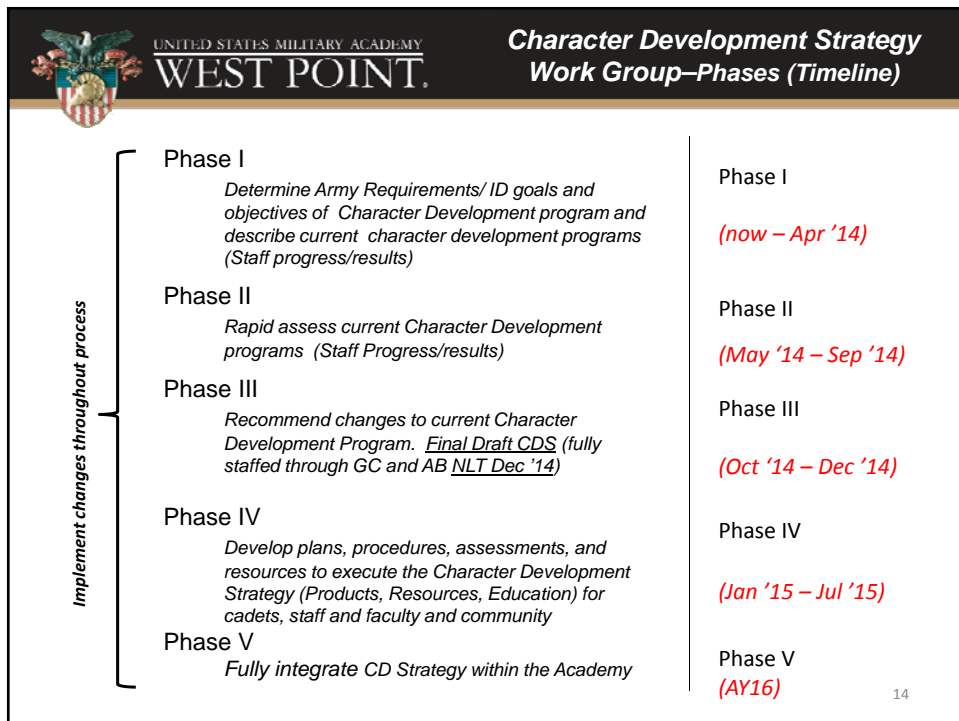 UNITED STATES MILITARY ACADEMY
WEST POINT.
Character Development Strategy
Work Group–Phases (Timeline)
Implement changes throughout process
Phase I
Determine Army Requirements/ ID goals and
objectives of Character Development program and
describe current character development programs
(Staff progress/results)
Phase II
Rapid assess current Character Development
programs (Staff Progress/results)
Phase III
Recommend changes to current Character
Development Program. Final Draft CDS (fully
staffed through GC and AB NLT Dec ’14)
Phase IV
Develop plans, procedures, assessments, and
resources to execute the Character Development
Strategy (Products, Resources, Education) for
cadets, staff and faculty and community
Phase V
Fully integrate CD Strategy within the Academy
Phase I
(now – Apr ’14)
Phase II
(May ‘14 – Sep ’14)
Phase III
(Oct ‘14 – Dec ’14)
Phase IV
(Jan ’15 – Jul ’15)
Phase V
(AY16)
14